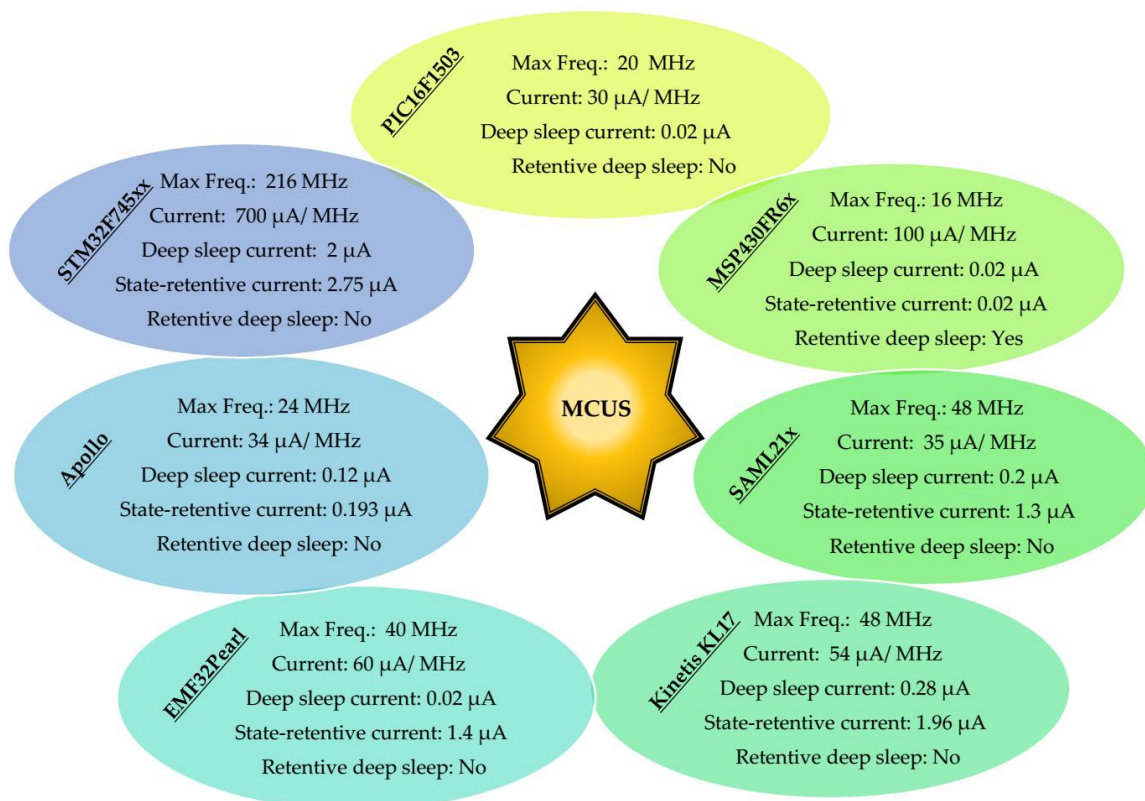 PIC16F1503
Max Freq.: 20 MHz
Current: 30 µA/ MHz
Deep sleep current: 0.02 µA
Retentive deep sleep: No
STM32F745xx
Max Freq.: 216 MHz
Current: 700 µA/ MHz
Deep sleep current: 2 µA
State-retentive current: 2.75 µA
Retentive deep sleep: No
MSP430FR6x
Max Freq.: 16 MHz
Current: 100 µA/ MHz
Deep sleep current: 0.02 µA
State-retentive current: 0.02 µA
Retentive deep sleep: Yes
MCUS
Apollo
Max Freq.: 24 MHz
Current: 34 µA/ MHz
Deep sleep current: 0.12 µA
State-retentive current: 0.193 µA
Retentive deep sleep: No
SAML21x
Max Freq.: 48 MHz
Current: 35 µA/ MHz
Deep sleep current: 0.2 µA
State-retentive current: 1.3 µA
Retentive deep sleep: No
EMF32Pearl
Max Freq.: 40 MHz
Current: 60 µA/ MHz
Deep sleep current: 0.02 µA
State-retentive current: 1.4 µA
Retentive deep sleep: No
Kinetis KL17
Max Freq.: 48 MHz
Current: 54 µA/ MHz
Deep sleep current: 0.28 µA
State-retentive current: 1.96 µA
Retentive deep sleep: No